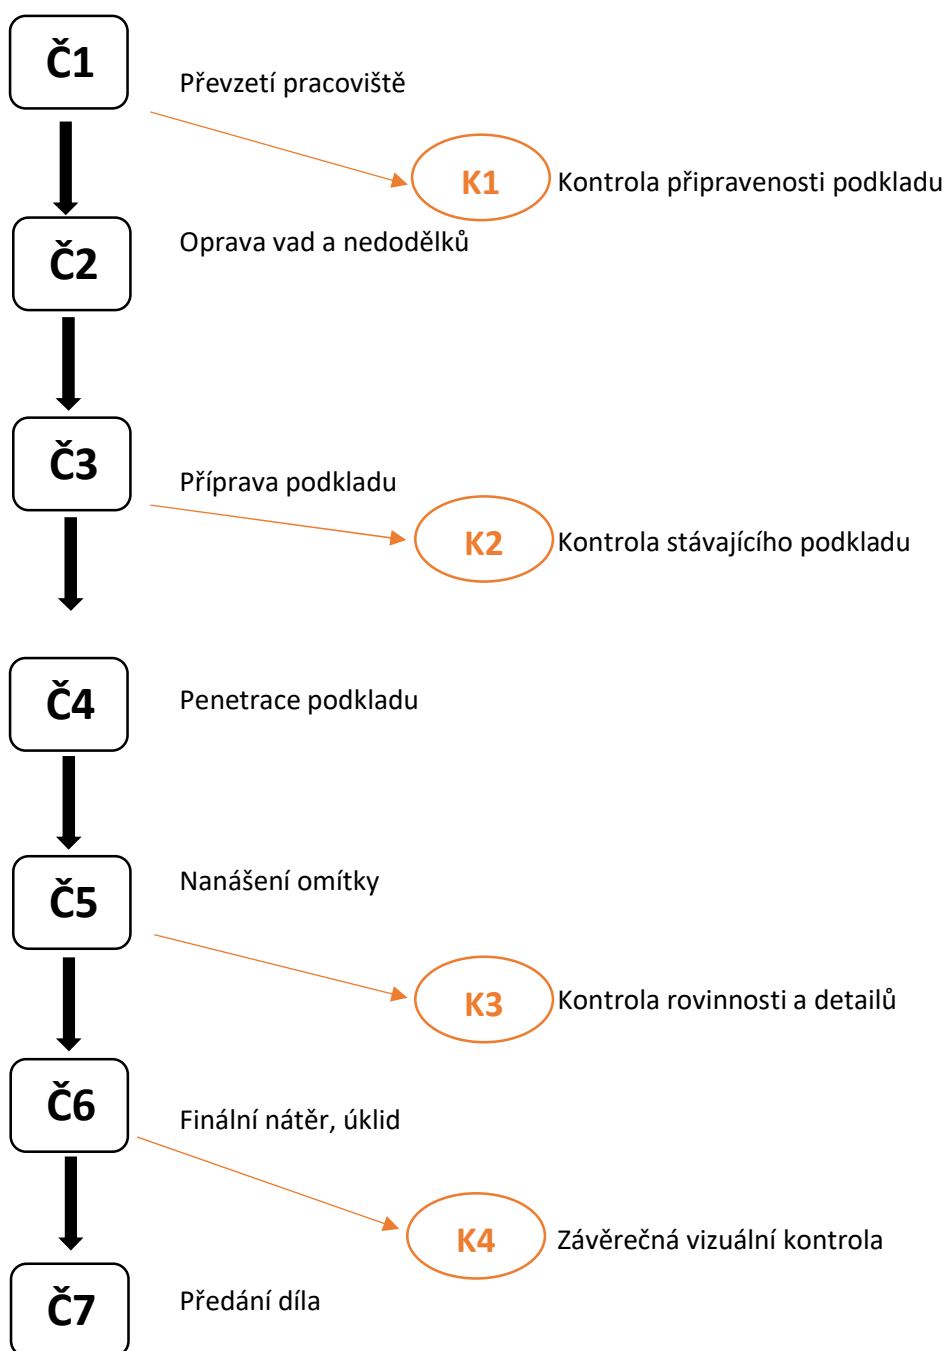 Č1
Převzetí pracoviště
K1
Kontrola připravenosti podkladu
Č2
Oprava vad a nedodělků
Č3
Příprava podkladu
K2
Kontrola stávajícího podkladu
Č4
Penetrace podkladu
Č5
Nanášení omítky
K3
Kontrola rovinnosti a detailů
Č6
Finální nátěr, úklid
K4
Závěrečná vizuální kontrola
Č7
Předání díla